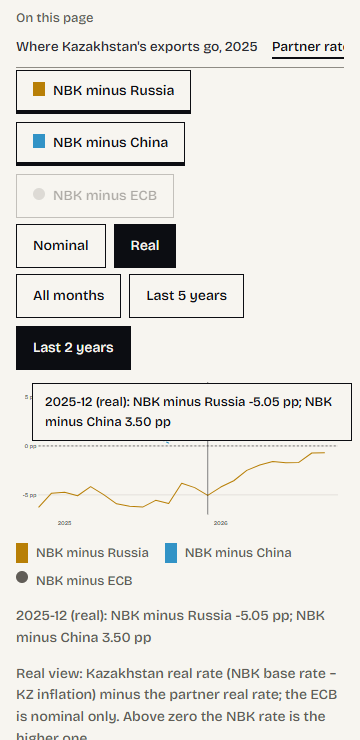 On this page
Where Kazakhstan's exports go, 2025 Partner rat
NBK minus Russia
NBK minus China
NBK minus ECB
Nominal Real
All months Last 5 years
Last 2 years
5 p
2025-12 (real): NBK minus Russia -5.05 pp; NBK
minus China 3.50 pp
0 pp
-5 pp
2025 2026
NBK minus Russia NBK minus China
NBK minus ECB
2025-12 (real): NBK minus Russia -5.05 pp; NBK
minus China 3.50 pp
Real view: Kazakhstan real rate (NBK base rate −
KZ inflation) minus the partner real rate; the ECB
is nominal only. Above zero the NBK rate is the
higher one